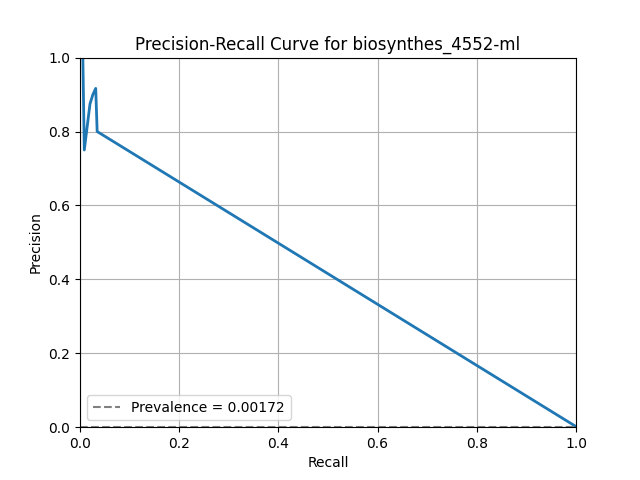 Precision-Recall Curve for biosynthes_4552-ml
1.0
0.8
0.6
0.4
0.2
0.0
Precision
Prevalence = 0.00172
0.0 0.2 0.4 0.6 0.8 1.0
Recall